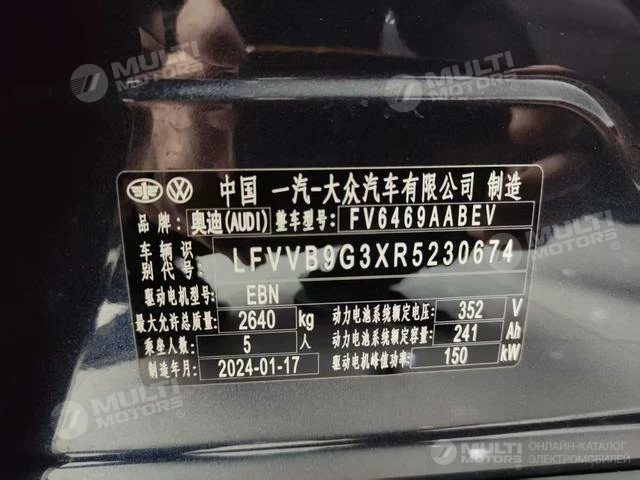 MULTI MOTORS
MULTI MOTORS
中国 一汽-大众汽车有限公司 制造
品牌: 奥迪(AUDI) 整车型号: FV6469AABEV
车辆识别代号: LFVVB9G3XR5230674
驱动电机型号: EBN
动力电池系统额定电压: 352 V
最大允许总质量: 2640 kg
动力电池系统额定容量: 241 Ah
乘坐人数: 5 人
驱动电机峰值功率: 150 kW
制造年月: 2024-01-17
MULTI MOTORS
MULTI MOTORS
MULTI MOTORS
ОНЛАЙН-КАТАЛОГ
ЭЛЕКТРОМОБИЛЕЙ